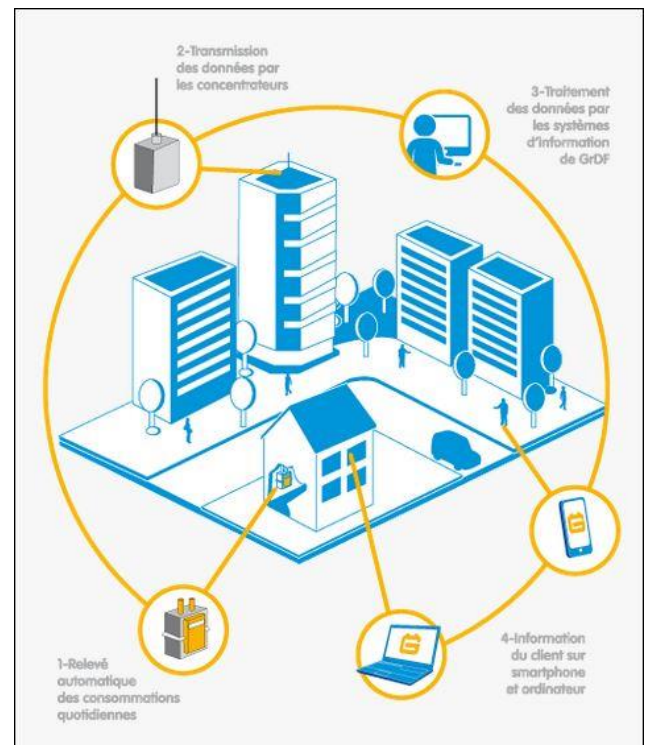 2-Transmission
des données par
les concentrateurs
3-Traitement
des données par
les systèmes
d'information
de GrDF
4-Information
du client sur
smartphone
et ordinateur
1-Relevé
automatique
des consommations
quotidiennes